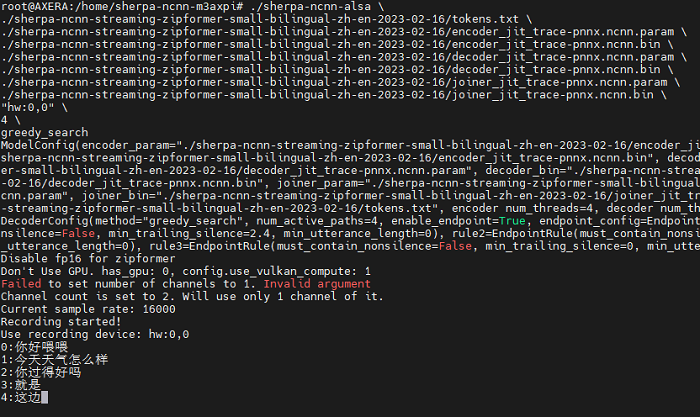 root@AXERA:/home/sherpa-ncnn-m3axpi# ./sherpa-ncnn-alsa \
./sherpa-ncnn-streaming-zipformer-small-bilingual-zh-en-2023-02-16/tokens.txt \
./sherpa-ncnn-streaming-zipformer-small-bilingual-zh-en-2023-02-16/encoder_jit_trace-pnnx.ncnn.param \
./sherpa-ncnn-streaming-zipformer-small-bilingual-zh-en-2023-02-16/encoder_jit_trace-pnnx.ncnn.bin \
./sherpa-ncnn-streaming-zipformer-small-bilingual-zh-en-2023-02-16/decoder_jit_trace-pnnx.ncnn.param \
./sherpa-ncnn-streaming-zipformer-small-bilingual-zh-en-2023-02-16/decoder_jit_trace-pnnx.ncnn.bin \
./sherpa-ncnn-streaming-zipformer-small-bilingual-zh-en-2023-02-16/joiner_jit_trace-pnnx.ncnn.param \
./sherpa-ncnn-streaming-zipformer-small-bilingual-zh-en-2023-02-16/joiner_jit_trace-pnnx.ncnn.bin \
"hw:0,0" \
4 \
greedy_search
ModelConfig(encoder_param="./sherpa-ncnn-streaming-zipformer-small-bilingual-zh-en-2023-02-16/encoder_ji
sherpa-ncnn-streaming-zipformer-small-bilingual-zh-en-2023-02-16/encoder_jit_trace-pnnx.ncnn.bin", decod
er-small-bilingual-zh-en-2023-02-16/decoder_jit_trace-pnnx.ncnn.param", decoder_bin="./sherpa-ncnn-strea
-02-16/decoder_jit_trace-pnnx.ncnn.bin", joiner_param="./sherpa-ncnn-streaming-zipformer-small-bilingual
cnn.param", joiner_bin="./sherpa-ncnn-streaming-zipformer-small-bilingual-zh-en-2023-02-16/joiner_jit_tr
-streaming-zipformer-small-bilingual-zh-en-2023-02-16/tokens.txt", encoder num_threads=4, decoder num_th
DecoderConfig(method="greedy_search", num_active_paths=4, enable_endpoint=True, endpoint_config=Endpoint
nsilence=False, min_trailing_silence=2.4, min_utterance_length=0), rule2=EndpointRule(must_contain_nonsi
_utterance_length=0), rule3=EndpointRule(must_contain_nonsilence=False, min_trailing_silence=0, min_utte
Disable fp16 for zipformer
Don't Use GPU. has_gpu: 0, config.use_vulkan_compute: 1
Failed to set number of channels to 1. Invalid argument
Channel count is set to 2. Will use only 1 channel of it.
Current sample rate: 16000
Recording started!
Use recording device: hw:0,0
0:你好喂喂
1:今天天气怎么样
2:你过得好吗
3:就是
4:这边